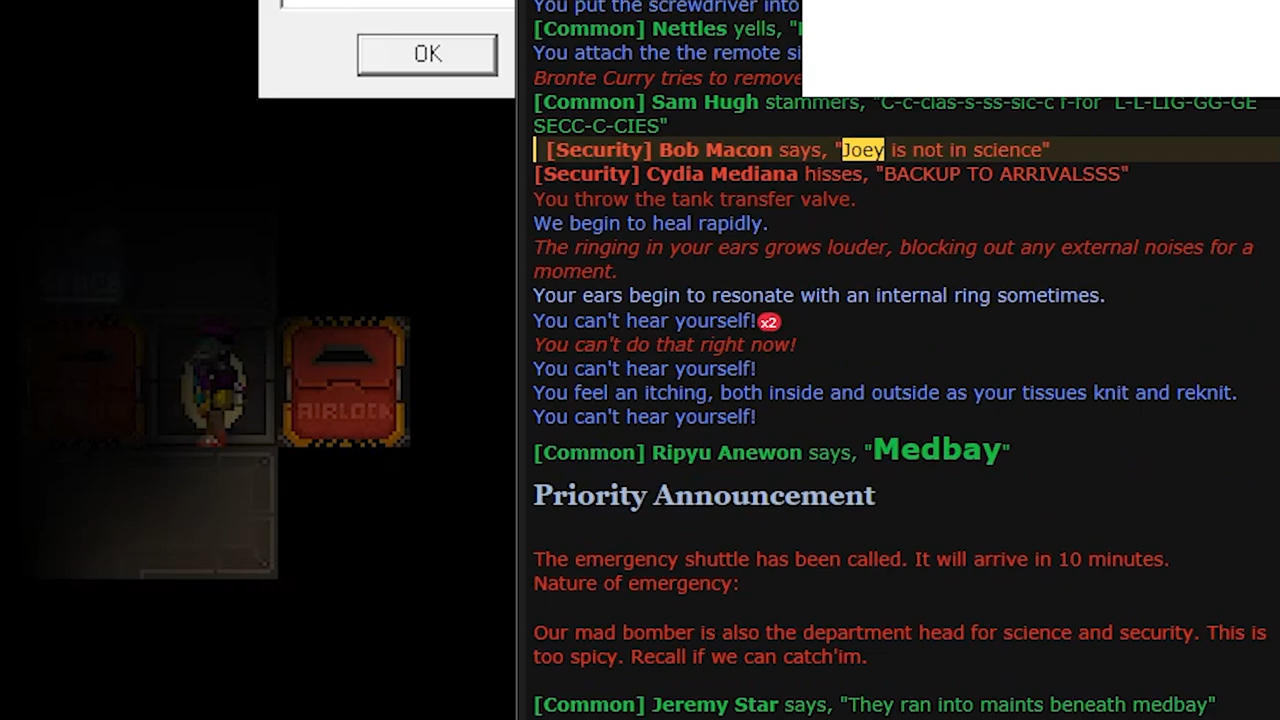 You put the screwdriver into
[Common] Nettles yells, "
OK
You attach the the remote si
Bronte Curry tries to remove
[Common] Sam Hugh stammers, "C-c-clas-s-ss-sic-c f-for L-L-LIG-GG-GE
SECC-C-CIES"
[Security] Bob Macon says, "Joey is not in science"
[Security] Cydia Mediana hisses, "BACKUP TO ARRIVALSSS"
You throw the tank transfer valve.
We begin to heal rapidly.
The ringing in your ears grows louder, blocking out any external noises for a
moment.
Your ears begin to resonate with an internal ring sometimes.
You can't hear yourself! x2
You can't do that right now!
You can't hear yourself!
You feel an itching, both inside and outside as your tissues knit and reknit.
AIRLOCK
You can't hear yourself!
[Common] Ripyu Anewon says, "Medbay"
Priority Announcement
The emergency shuttle has been called. It will arrive in 10 minutes.
Nature of emergency:
Our mad bomber is also the department head for science and security. This is
too spicy. Recall if we can catch'im.
[Common] Jeremy Star says, "They ran into maints beneath medbay"